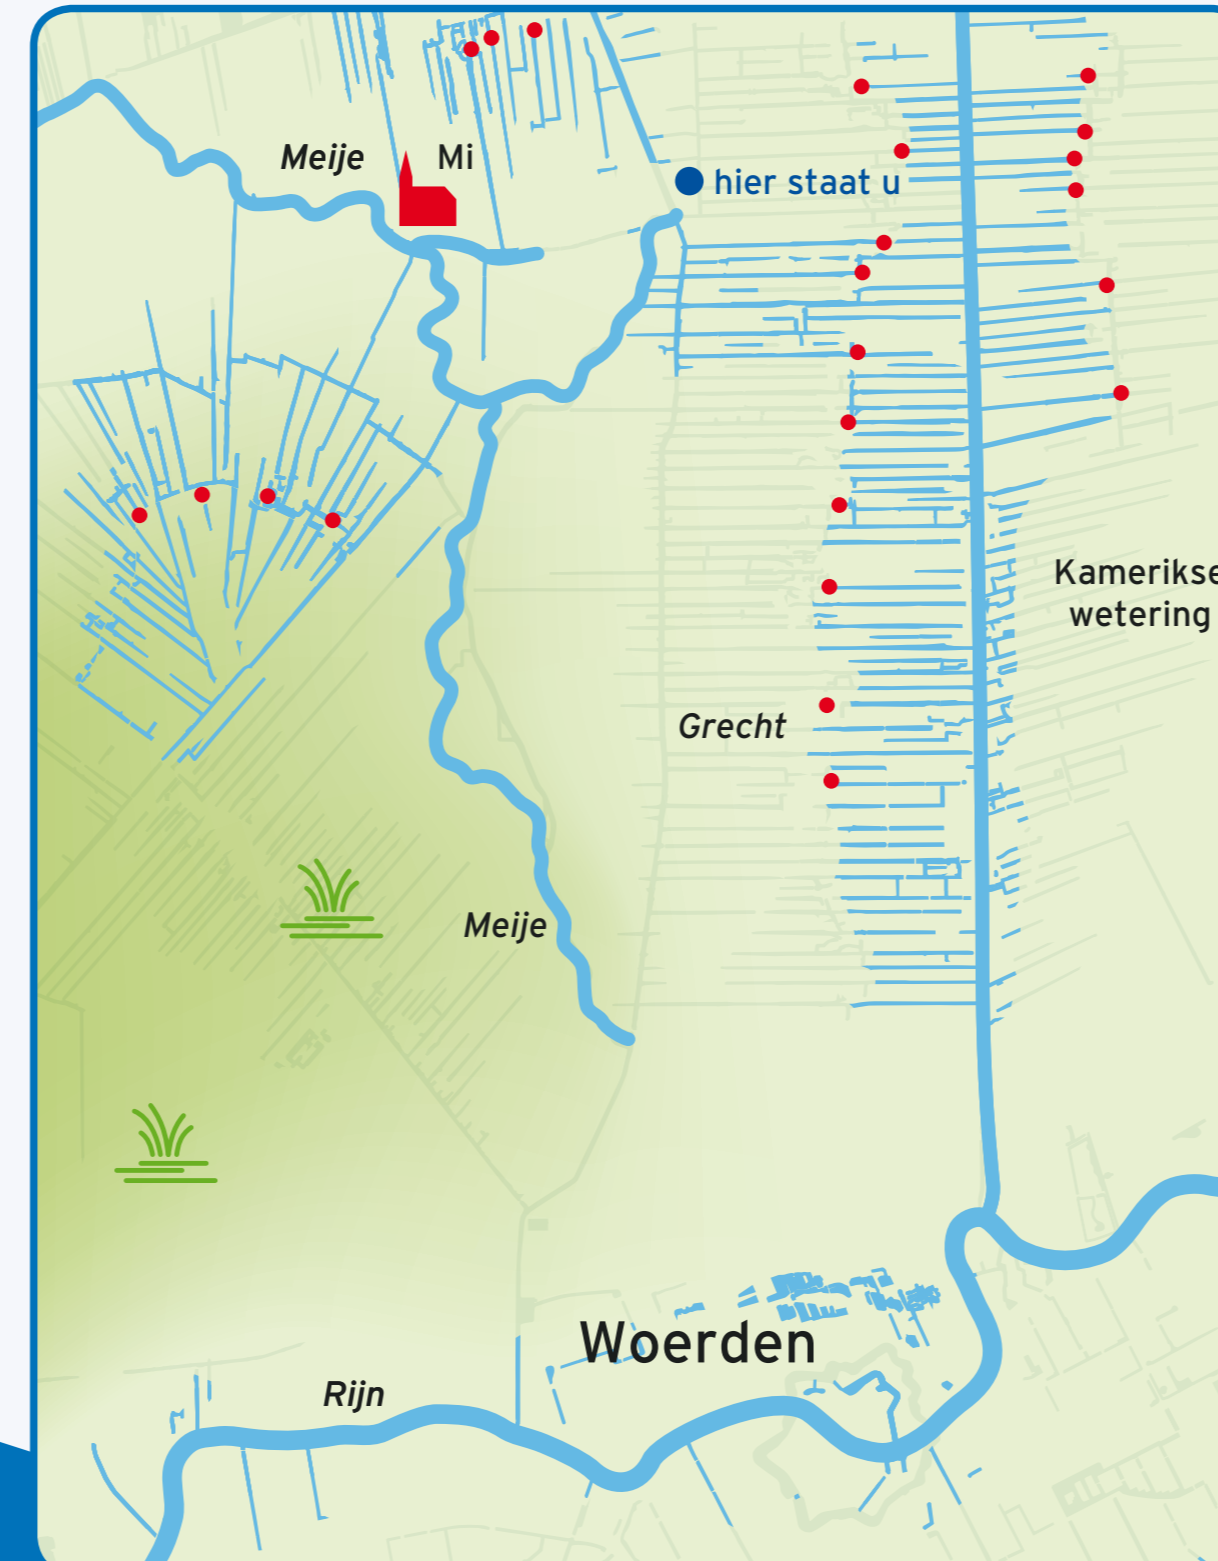 Meije
Mi
hier staat u
Kamerikse
wetering
Grecht
Meije
Woerden
Rijn